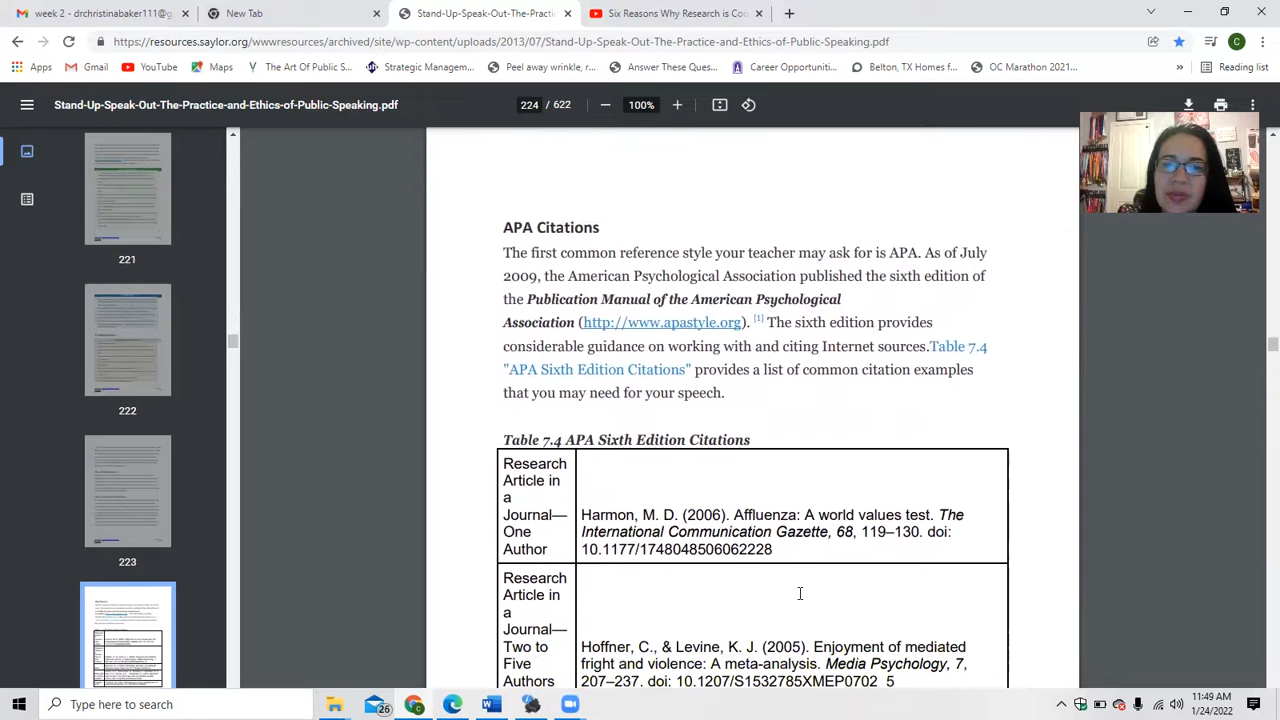 week 2 - drchristinabaker111@g
New Tab
Stand-Up-Speak-Out-The-Practi
Six Reasons Why Research is Coo
https://resources.saylor.org/wwwresources/archived/site/wp-content/uploads/2013/07/Stand-Up-Speak-Out-The-Practice-and-Ethics-of-Public-Speaking.pdf
C
Apps
Gmail
YouTube
Maps
The Art Of Public S...
Strategic Managem...
Peel away wrinkle, r...
Answer These Ques...
Career Opportuniti...
Belton, TX Homes f...
OC Marathon 2021...
»
Reading list
Stand-Up-Speak-Out-The-Practice-and-Ethics-of-Public-Speaking.pdf
224 / 622
100%
221
222
223
APA Citations
The first common reference style your teacher may ask for is APA. As of July
2009, the American Psychological Association published the sixth edition of
the Publication Manual of the American Psychological
Association (http://www.apastyle.org). [1] The sixth edition provides
considerable guidance on working with and citing Internet sources.Table 7.4
"APA Sixth Edition Citations" provides a list of common citation examples
that you may need for your speech.
Table 7.4 APA Sixth Edition Citations
Research
Article in
a
Journal—
One
Author
Harmon, M. D. (2006). Affluenza: A world values test. The
International Communication Gazette, 68, 119–130. doi:
10.1177/1748048506062228
Research
Article in
a
Journal—
Two to
Five
Authors
Hoffner, C., & Levine, K. J. (2005). Enjoyment of mediated
fright and violence: A meta-analysis. Media Psychology, 7,
207–237. doi: 10.1207/S1532785XMEP0702_5
Type here to search
25
11:49 AM
1/24/2022